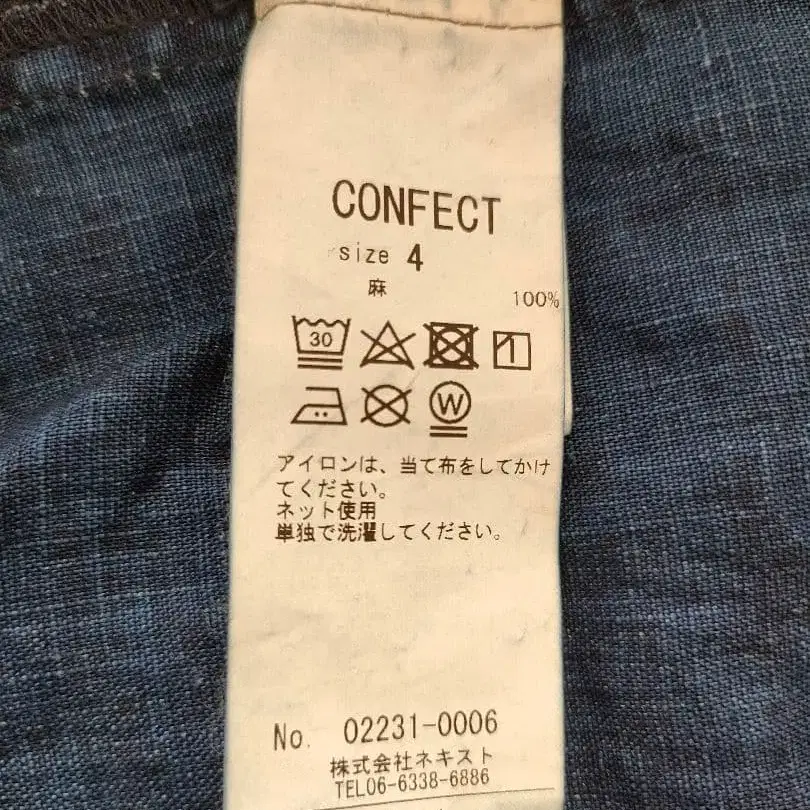 CONFECT
size 4
麻 100%
30
W
アイロンは、当て布をしてかけ
てください。
ネット使用
単独で洗濯してください。
No. 02231-0006
株式会社ネキスト
TEL06-6338-6886